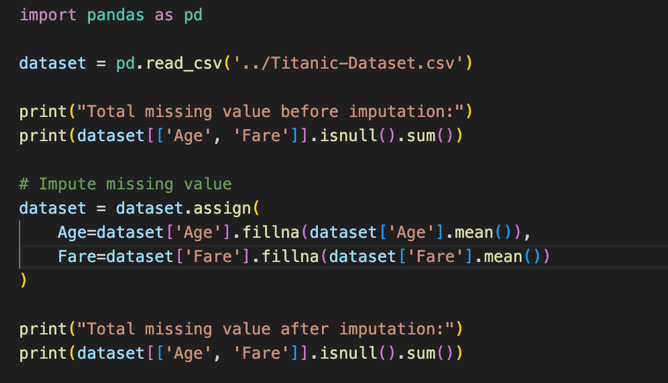 import pandas as pd
dataset = pd.read_csv('../Titanic-Dataset.csv')
print("Total missing value before imputation:")
print(dataset[['Age', 'Fare']].isnull().sum())
# Impute missing value
dataset = dataset.assign(
    Age=dataset['Age'].fillna(dataset['Age'].mean()),
    Fare=dataset['Fare'].fillna(dataset['Fare'].mean())
)
print("Total missing value after imputation:")
print(dataset[['Age', 'Fare']].isnull().sum())